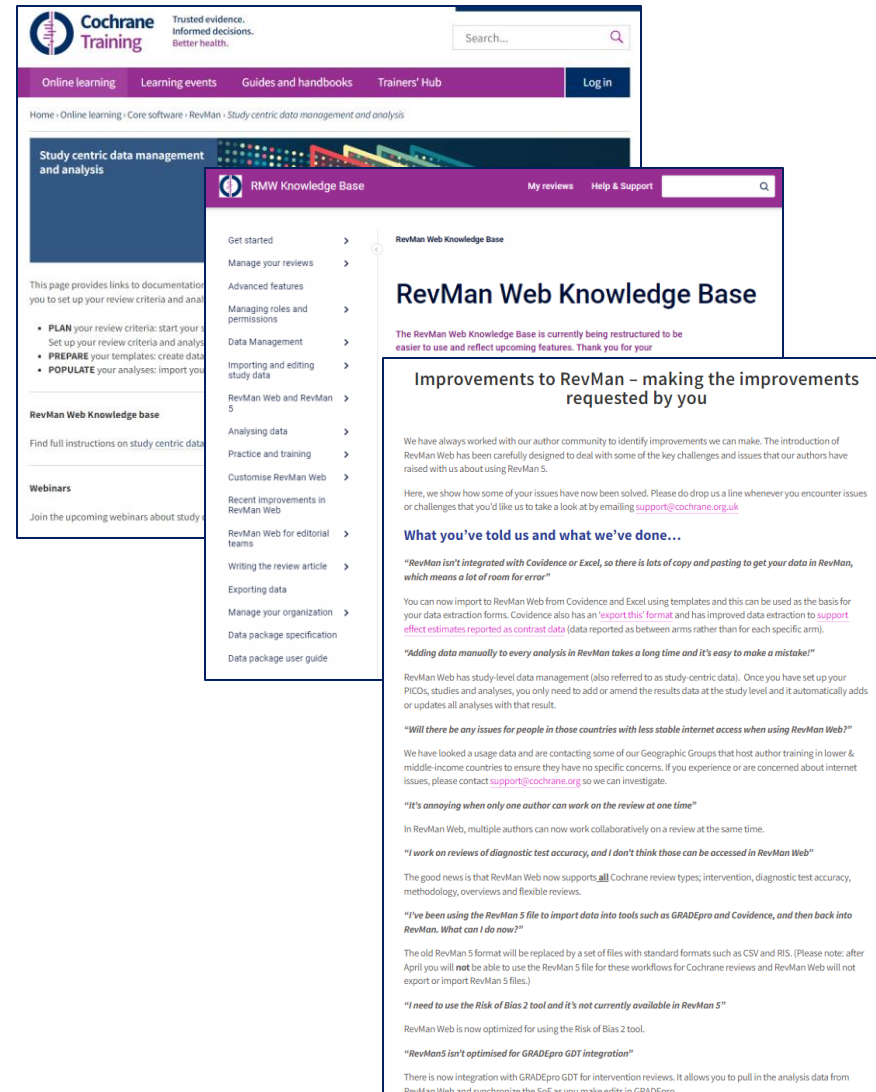 Cochrane
Training
Trusted evidence.
Informed decisions.
Better health.
Search...
Online learning
Learning events
Guides and handbooks
Trainers' Hub
Log in
Home › Online learning › Core software › RevMan › Study centric data management and analysis
Study centric data management
and analysis
This page provides links to documentation
you to set up your review criteria and anal
• PLAN your review criteria: start your s
Set up your review criteria and analys
• PREPARE your templates: create data
• POPULATE your analyses: import you
RevMan Web Knowledge base
Find full instructions on study centric data
Webinars
Join the upcoming webinars about study
RMW Knowledge Base
My reviews
Help & Support
Get started
Manage your reviews
Advanced features
Managing roles and
permissions
Data Management
Importing and editing
study data
RevMan Web and RevMan
5
Analysing data
Practice and training
Customise RevMan Web
Recent improvements in
RevMan Web
RevMan Web for editorial
teams
Writing the review article
Exporting data
Manage your organization
Data package specification
Data package user guide
RevMan Web Knowledge Base
RevMan Web Knowledge Base
The RevMan Web Knowledge Base is currently being restructured to be
easier to use and reflect upcoming features. Thank you for your
Improvements to RevMan – making the improvements
requested by you
We have always worked with our author community to identify improvements we can make. The introduction of
RevMan Web has been carefully designed to deal with some of the key challenges and issues that our authors have
raised with us about using RevMan 5.
Here, we show how some of your issues have now been solved. Please do drop us a line whenever you encounter issues
or challenges that you'd like us to take a look at by emailing support@cochrane.org.uk
What you've told us and what we've done…
"RevMan isn't integrated with Covidence or Excel, so there is lots of copy and pasting to get your data in RevMan,
which means a lot of room for error"
You can now import to RevMan Web from Covidence and Excel using templates and this can be used as the basis for
your data extraction forms. Covidence also has an 'export this' format and has improved data extraction to support
effect estimates reported as contrast data (data reported as between arms rather than for each specific arm).
"Adding data manually to every analysis in RevMan takes a long time and it's easy to make a mistake!"
RevMan Web has study-level data management (also referred to as study-centric data). Once you have set up your
PICOs, studies and analyses, you only need to add or amend the results data at the study level and it automatically adds
or updates all analyses with that result.
"Will there be any issues for people in those countries with less stable internet access when using RevMan Web?"
We have looked a usage data and are contacting some of our Geographic Groups that host author training in lower &
middle-income countries to ensure they have no specific concerns. If you experience or are concerned about internet
issues, please contact support@cochrane.org so we can investigate.
"It's annoying when only one author can work on the review at one time"
In RevMan Web, multiple authors can now work collaboratively on a review at the same time.
"I work on reviews of diagnostic test accuracy, and I don't think those can be accessed in RevMan Web"
The good news is that RevMan Web now supports all Cochrane review types; intervention, diagnostic test accuracy,
methodology, overviews and flexible reviews.
"I've been using the RevMan 5 file to import data into tools such as GRADEpro and Covidence, and then back into
RevMan. What can I do now?"
The old RevMan 5 format will be replaced by a set of files with standard formats such as CSV and RIS. (Please note: after
April you will not be able to use the RevMan 5 file for these workflows for Cochrane reviews and RevMan Web will not
export or import RevMan 5 files.)
"I need to use the Risk of Bias 2 tool and it's not currently available in RevMan 5"
RevMan Web is now optimized for using the Risk of Bias 2 tool.
"RevMan5 isn't optimised for GRADEpro GDT integration"
There is now integration with GRADEpro GDT for intervention reviews. It allows you to pull in the analysis data from
RevMan Web and synchronize the SoF as you make edits in GRADEpro.